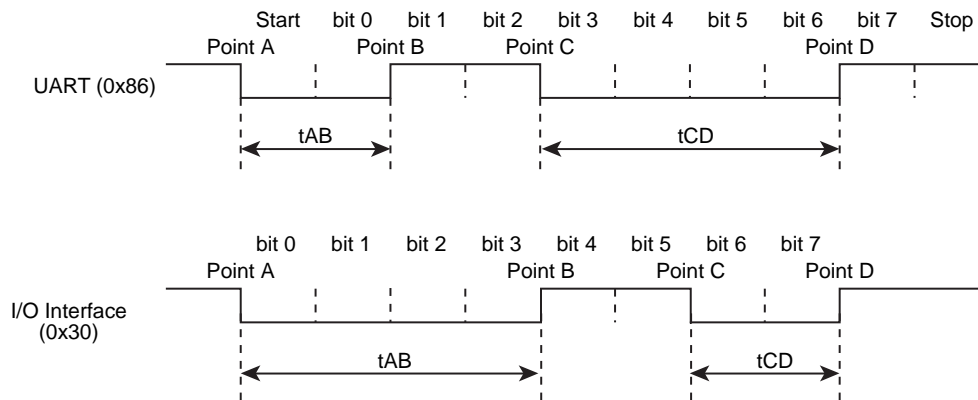 Start bit 0 bit 1 bit 2 bit 3 bit 4 bit 5 bit 6 bit 7 Stop
Point A Point B Point C Point D
UART (0x86)
tAB tCD
bit 0 bit 1 bit 2 bit 3 bit 4 bit 5 bit 6 bit 7
Point A Point B Point C Point D
I/O Interface
(0x30)
tAB tCD